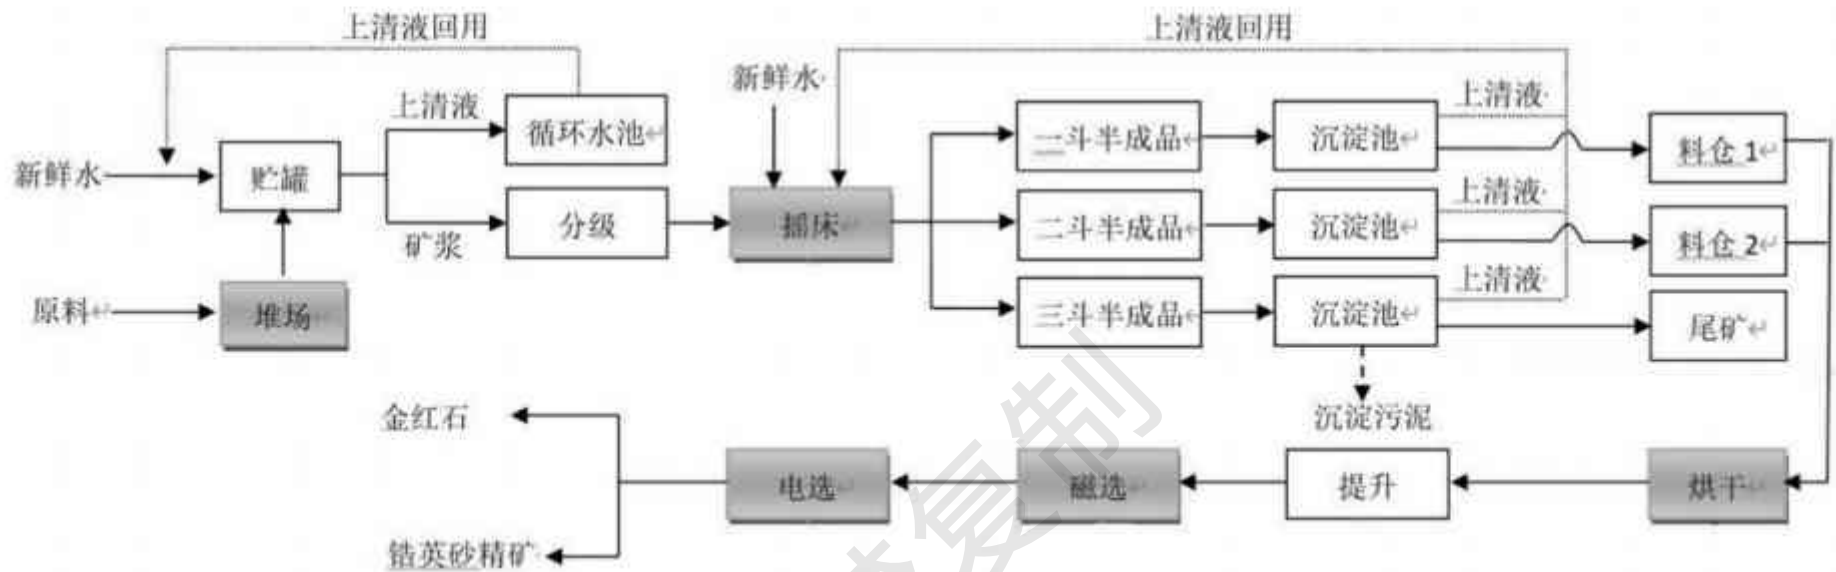 上清液回用
上清液回用
新鲜水
上清液
循环水池
上清液
一斗半成品
沉淀池
料仓 1
新鲜水
贮罐
上清液
矿浆
分级
摇床
二斗半成品
沉淀池
料仓 2
上清液
原料
堆场
三斗半成品
沉淀池
尾矿
金红石
沉淀污泥
电选
磁选
提升
烘干
锆英砂精矿
复制